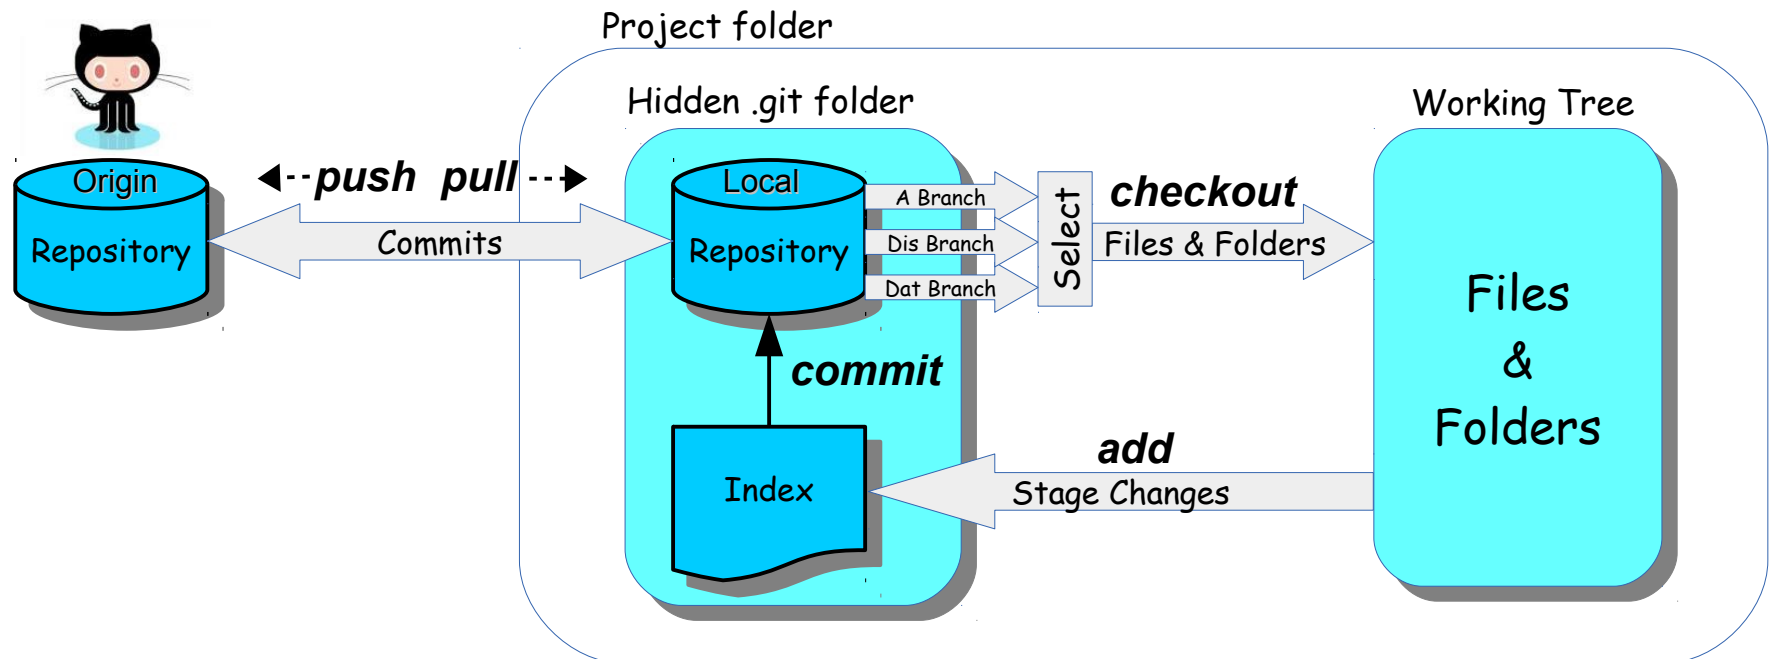 Project folder
Hidden .git folder
Working Tree
Origin
Repository
push pull
Commits
Local
Repository
A Branch
Dis Branch
Dat Branch
Select
checkout
Files & Folders
Files
&
Folders
commit
add
Stage Changes
Index